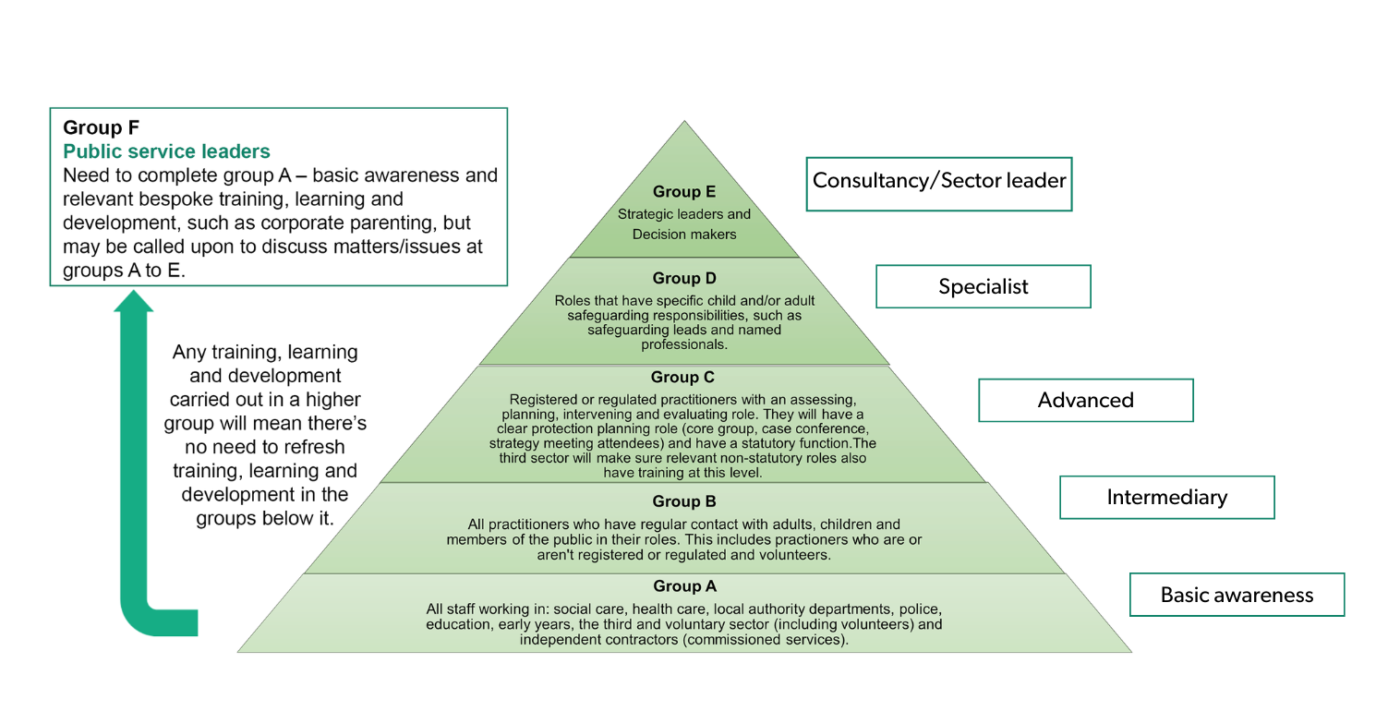 Group F
Public service leaders
Need to complete group A – basic awareness and
relevant bespoke training, learning and
development, such as corporate parenting, but
may be called upon to discuss matters/issues at
groups A to E.
Any training, learning
and development
carried out in a higher
group will mean there's
no need to refresh
training, learning and
development in the
groups below it.
Group E
Strategic leaders and
Decision makers
Group D
Roles that have specific child and/or adult
safeguarding responsibilities, such as
safeguarding leads and named
professionals.
Group C
Registered or regulated practitioners with an assessing,
planning, intervening and evaluating role. They will have a
clear protection planning role (core group, case conference,
strategy meeting attendees) and have a statutory function.The
third sector will make sure relevant non-statutory roles also
have training at this level.
Group B
All practitioners who have regular contact with adults, children and
members of the public in their roles. This includes practioners who are or
aren't registered or regulated and volunteers.
Group A
All staff working in: social care, health care, local authority departments, police,
education, early years, the third and voluntary sector (including volunteers) and
independent contractors (commissioned services).
Consultancy/Sector leader
Specialist
Advanced
Intermediary
Basic awareness